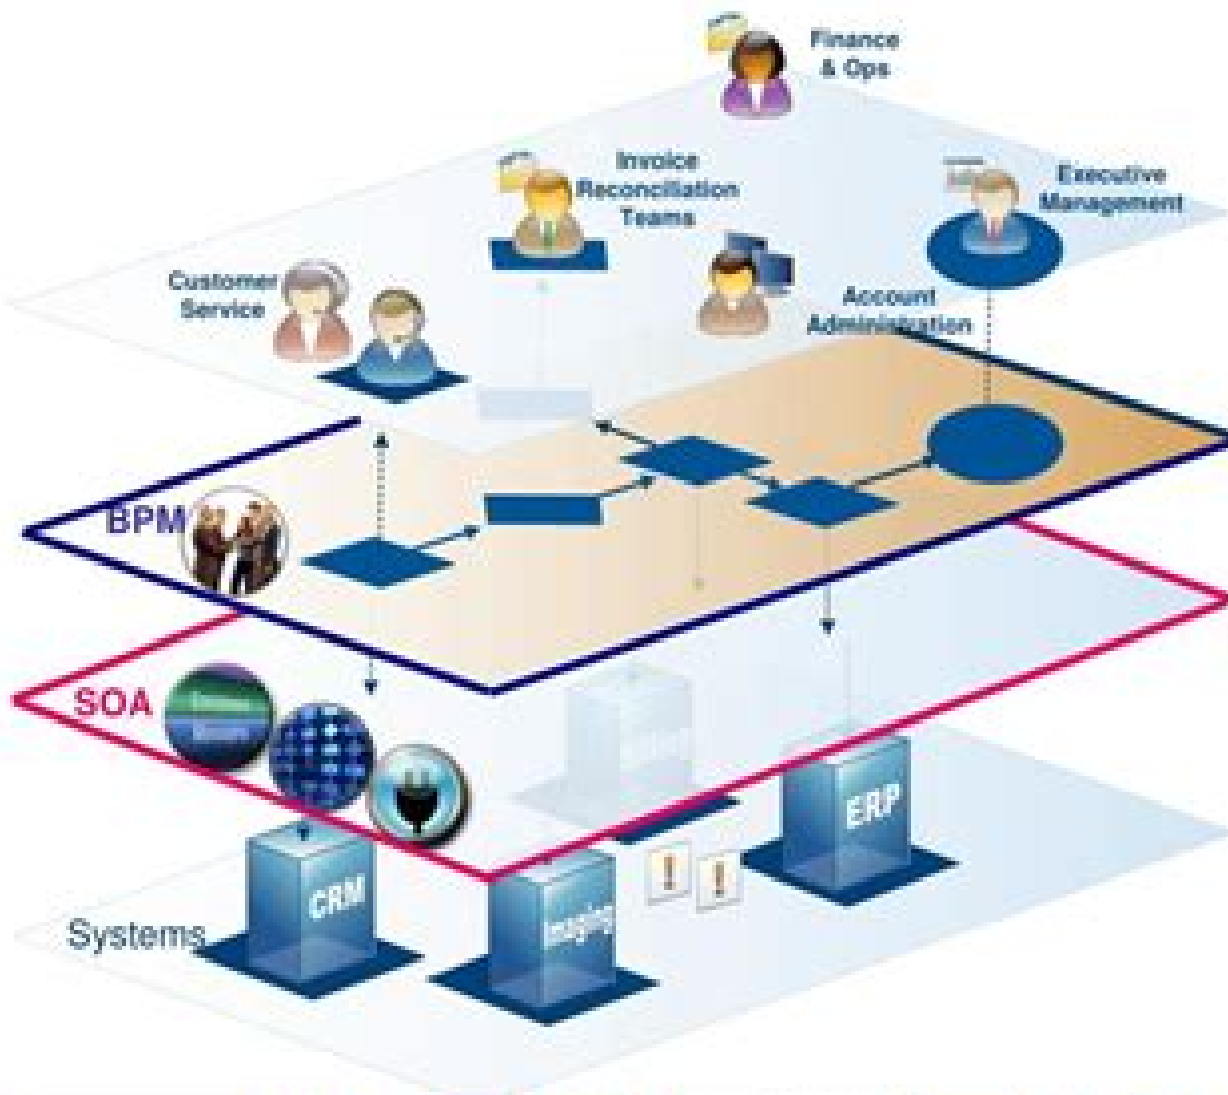 Finance
& Ops
Invoice
Reconciliation
Teams
Executive
Management
Customer
Service
Account
Administration
BPM
SOA
ERP
CRM
Imaging
Systems
! !